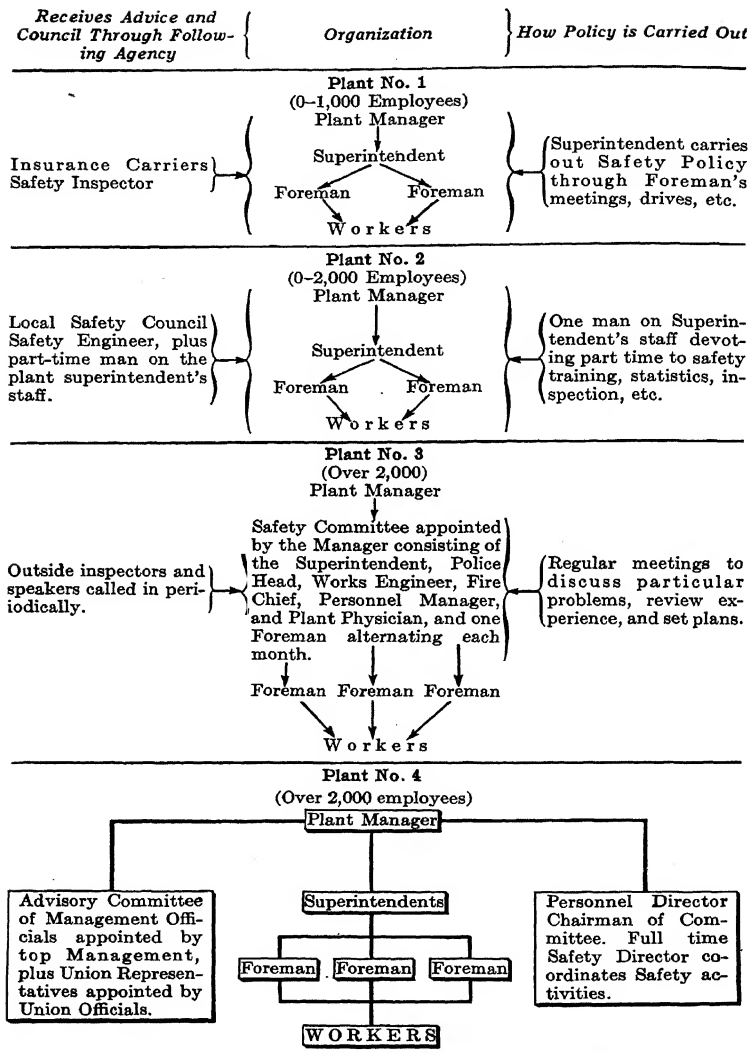 Receives Advice and
Council Through Follow-
ing Agency
Organization
How Policy is Carried Out
Plant No. 1
(0–1,000 Employees)
Plant Manager
Superintendent
Foreman Foreman
Workers
Insurance Carriers
Safety Inspector
Superintendent carries
out Safety Policy
through Foreman's
meetings, drives, etc.
Plant No. 2
(0–2,000 Employees)
Plant Manager
Superintendent
Foreman Foreman
Workers
Local Safety Council
Safety Engineer, plus
part-time man on the
plant superintendent's
staff.
One man on Superin-
tendent's staff devot-
ing part time to safety
training, statistics, in-
spection, etc.
Plant No. 3
(Over 2,000)
Plant Manager
Safety Committee appointed
by the Manager consisting of
the Superintendent, Police
Head, Works Engineer, Fire
Chief, Personnel Manager,
and Plant Physician, and one
Foreman alternating each
month.
Foreman Foreman Foreman
Workers
Outside inspectors and
speakers called in peri-
odically.
Regular meetings to
discuss particular
problems, review ex-
perience, and set plans.
Plant No. 4
(Over 2,000 employees)
Plant Manager
Superintendents
Foreman Foreman Foreman
WORKERS
Advisory Committee
of Management Offi-
cials appointed by
top Management,
plus Union Represen-
tatives appointed by
Union Officials.
Personnel Director
Chairman of Com-
mittee. Full time
Safety Director co-
ordinates Safety ac-
tivities.